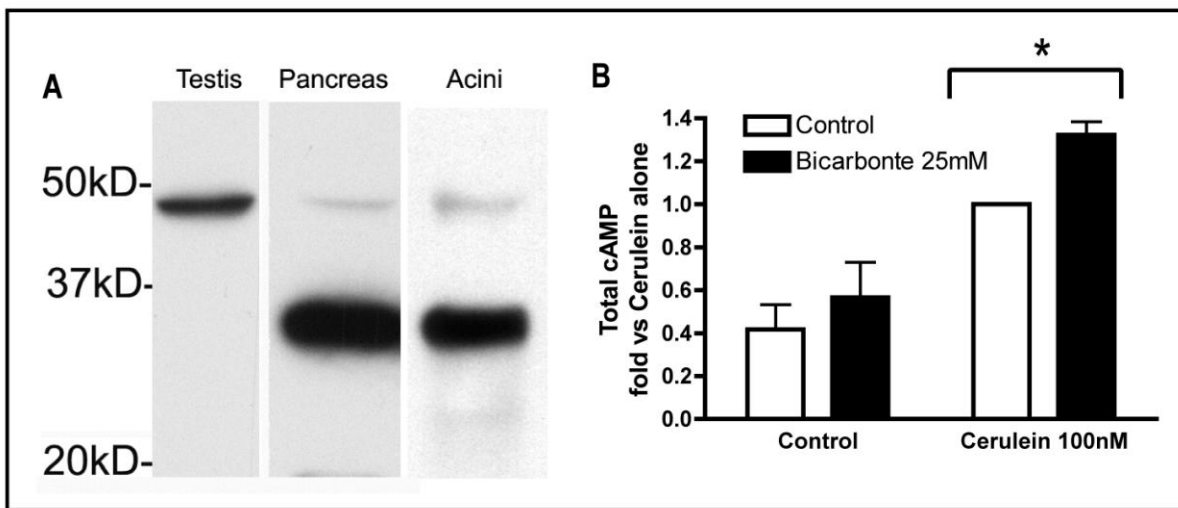 A
Testis Pancreas Acini
50kD-
37kD-
20kD-
B
*
Control
Bicarbonte 25mM
Total cAMP
fold vs Cerulein alone
1.4
1.2
1.0
0.8
0.6
0.4
0.2
0.0
Control Cerulein 100nM